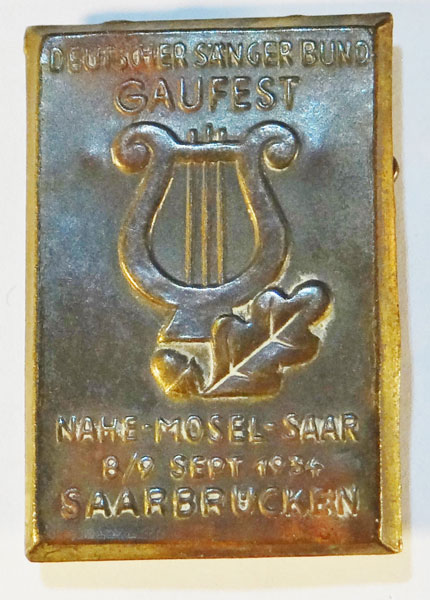 DEUTSCHER SÄNGER BUND
GAUFEST
NAHE-MOSEL-SAAR
8/9 SEPT 1934
SAARBRÜCKEN